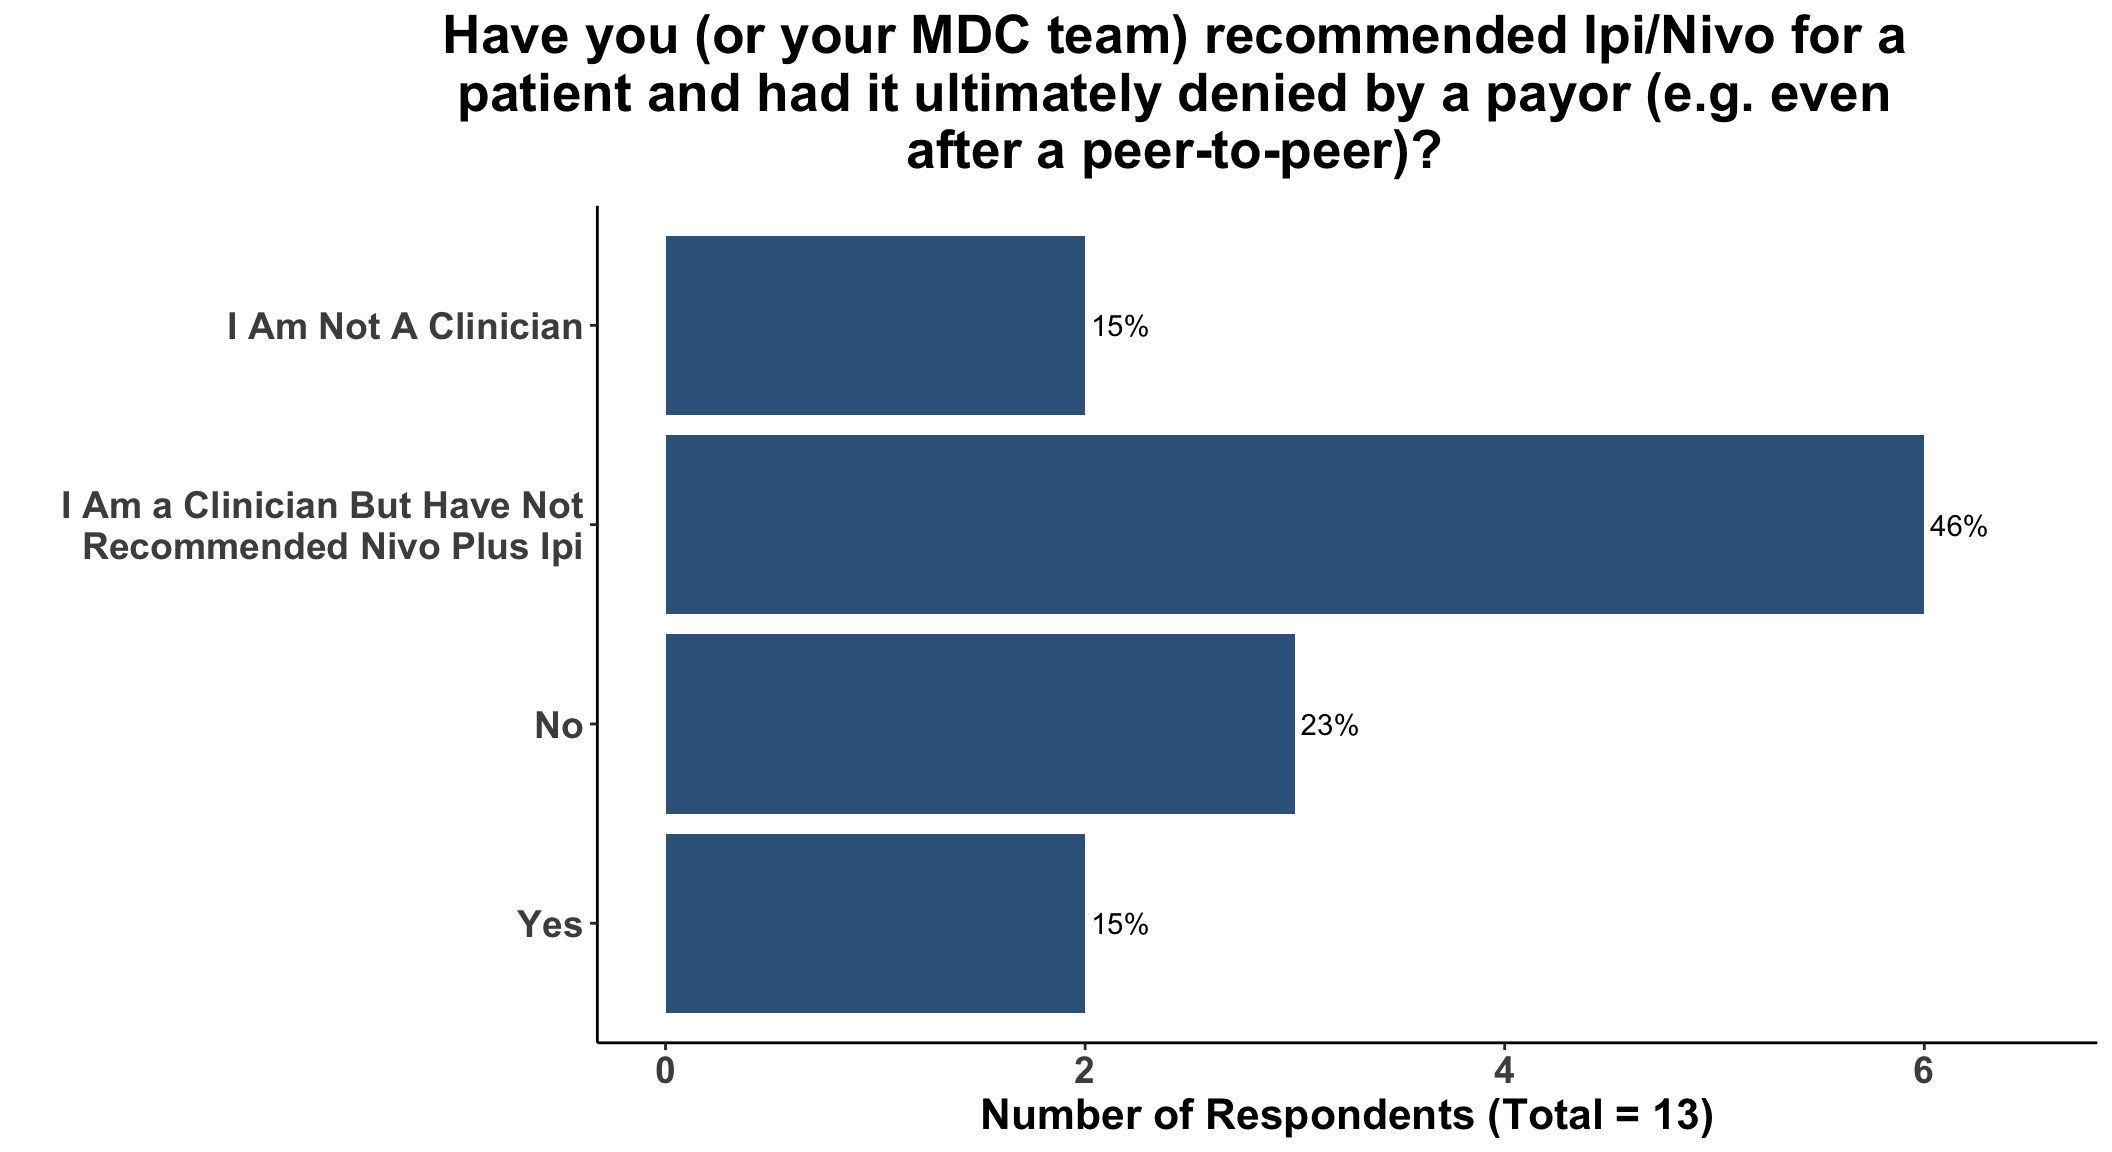 Have you (or your MDC team) recommended Ipi/Nivo for a
patient and had it ultimately denied by a payor (e.g. even
after a peer-to-peer)?
I Am Not A Clinician
15%
I Am a Clinician But Have Not
Recommended Nivo Plus Ipi
46%
No
23%
Yes
15%
0 2 4 6
Number of Respondents (Total = 13)